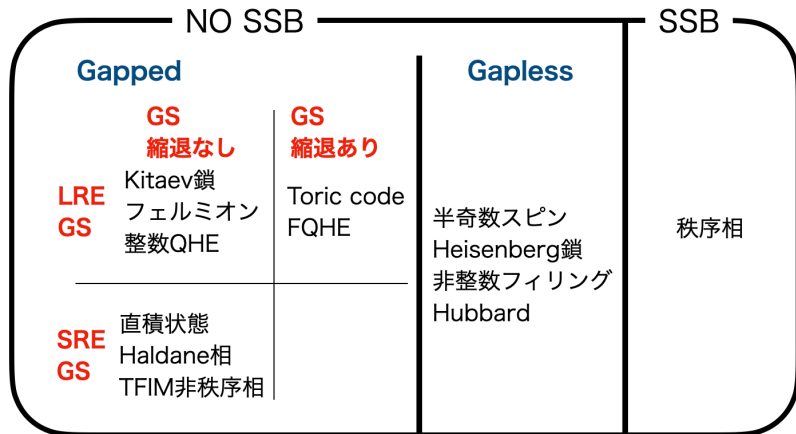 NO SSB
SSB
Gapped
Gapless
GS
縮退なし
GS
縮退あり
LRE
GS
Kitaev鎖
フェルミオン
整数QHE
Toric code
FQHE
半奇数スピン
Heisenberg鎖
非整数フィリング
Hubbard
秩序相
SRE
GS
直積状態
Haldane相
TFIM非秩序相